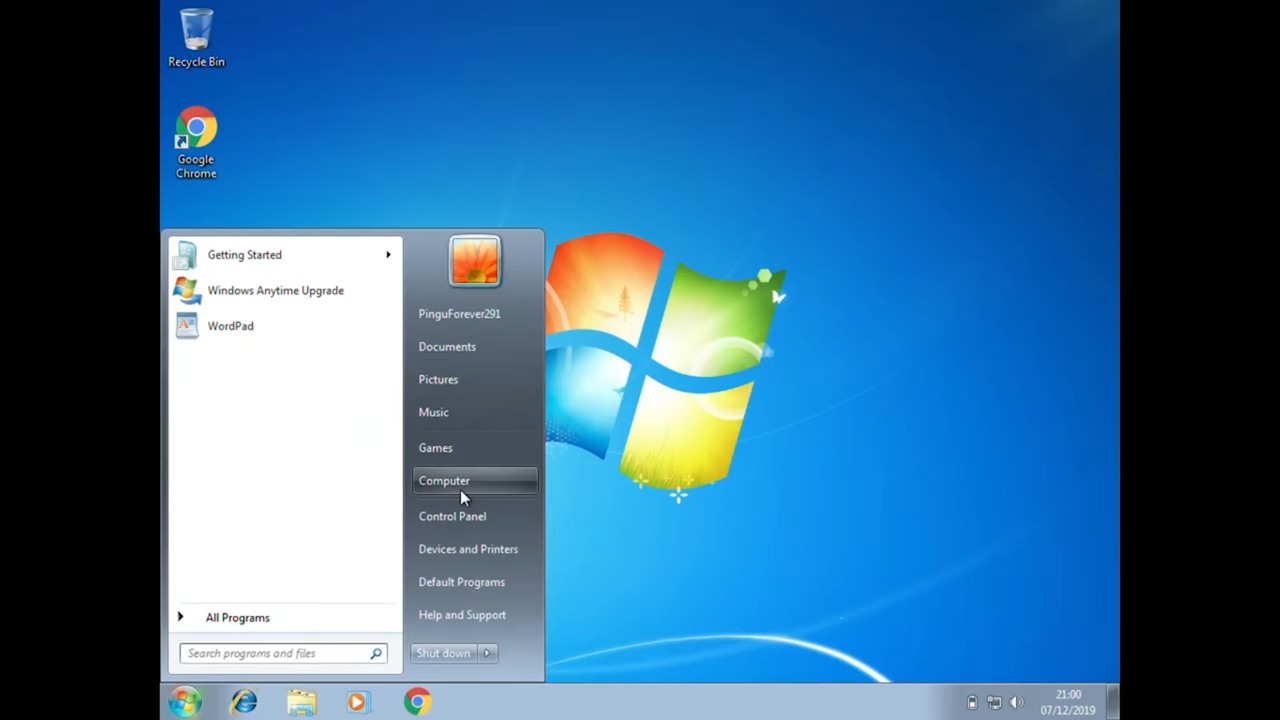 Recycle Bin
Google
Chrome
Getting Started
Windows Anytime Upgrade
WordPad
All Programs
Search programs and files
PinguForever291
Documents
Pictures
Music
Games
Computer
Control Panel
Devices and Printers
Default Programs
Help and Support
Shut down
21:00
07/12/2019